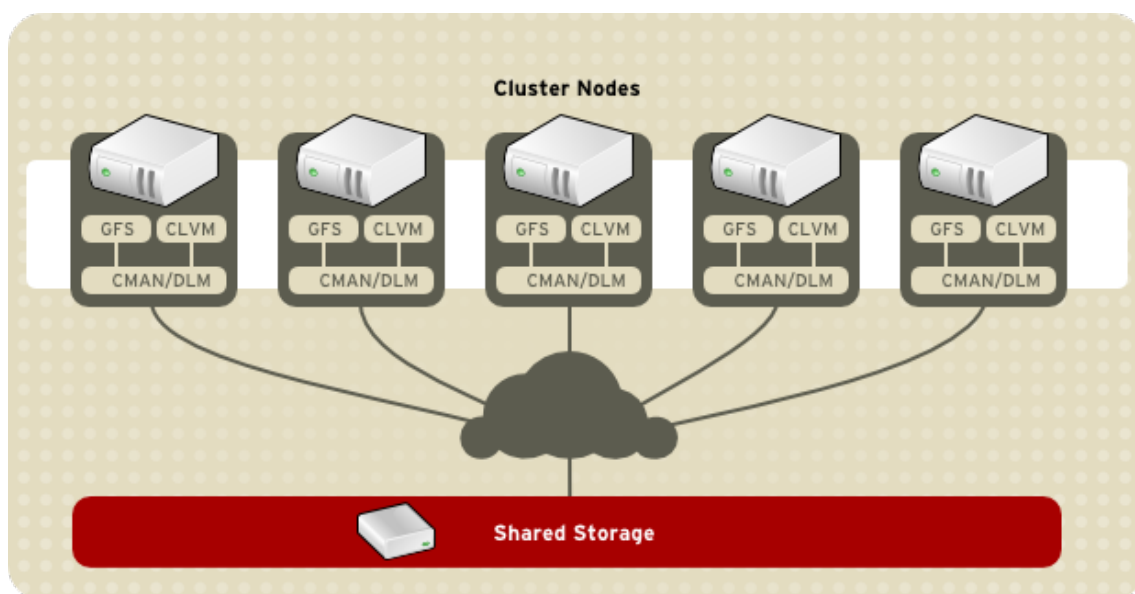 Cluster Nodes
GFS CLVM GFS CLVM GFS CLVM GFS CLVM GFS CLVM
CMAN/DLM CMAN/DLM CMAN/DLM CMAN/DLM CMAN/DLM
Shared Storage